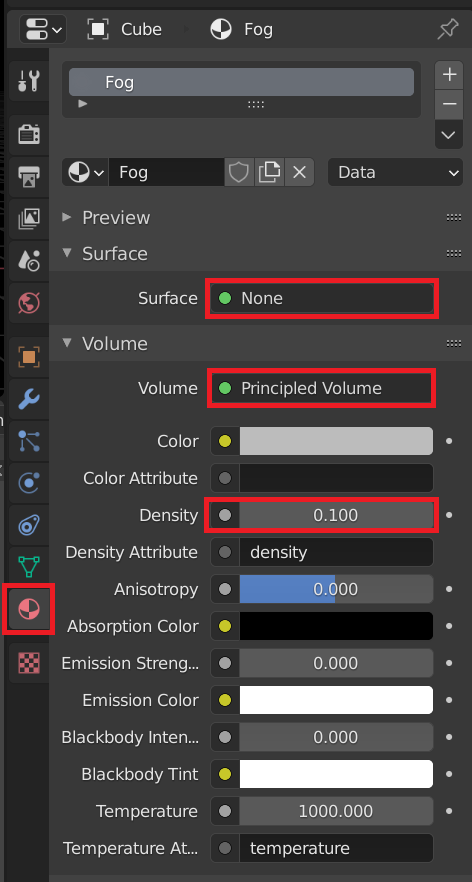 Cube Fog
Fog
Fog Data
Preview
Surface
Surface None
Volume
Volume Principled Volume
Color
Color Attribute
Density 0.100
Density Attribute density
Anisotropy 0.000
Absorption Color
Emission Streng... 0.000
Emission Color
Blackbody Inten... 0.000
Blackbody Tint
Temperature 1000.000
Temperature At... temperature